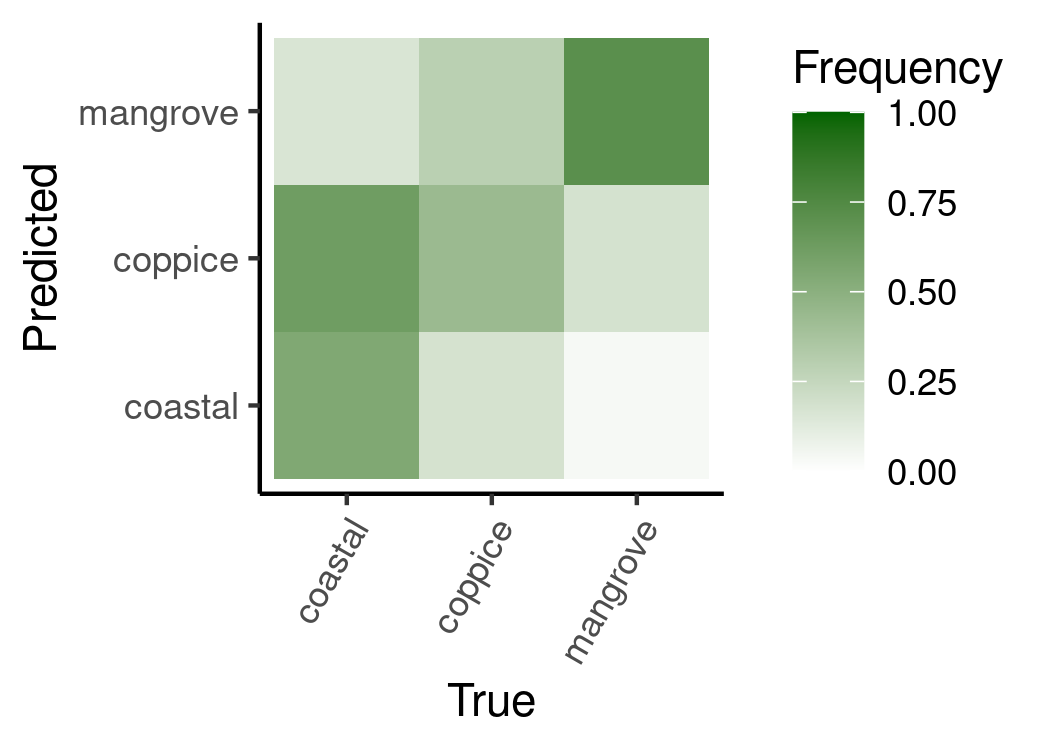 Predicted
mangrove
coppice
coastal
coastal
coppice
mangrove
True
Frequency
1.00
0.75
0.50
0.25
0.00